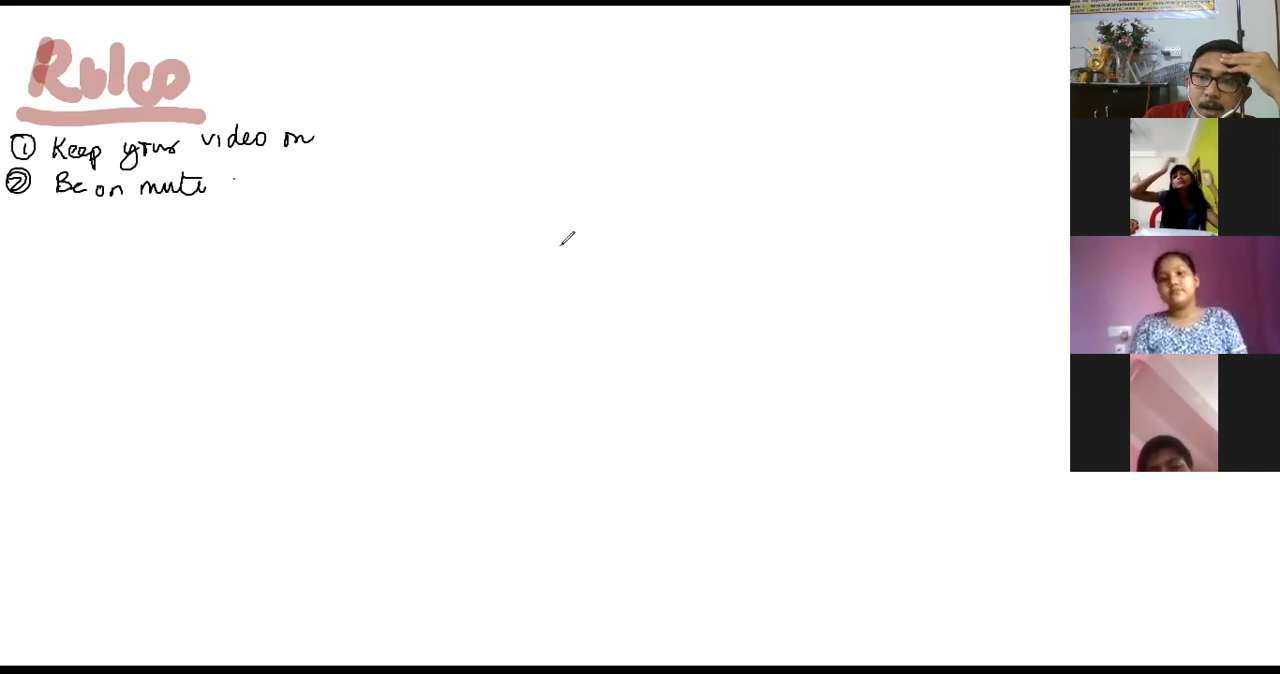 Rules
① Keep your video on
② Be on mute